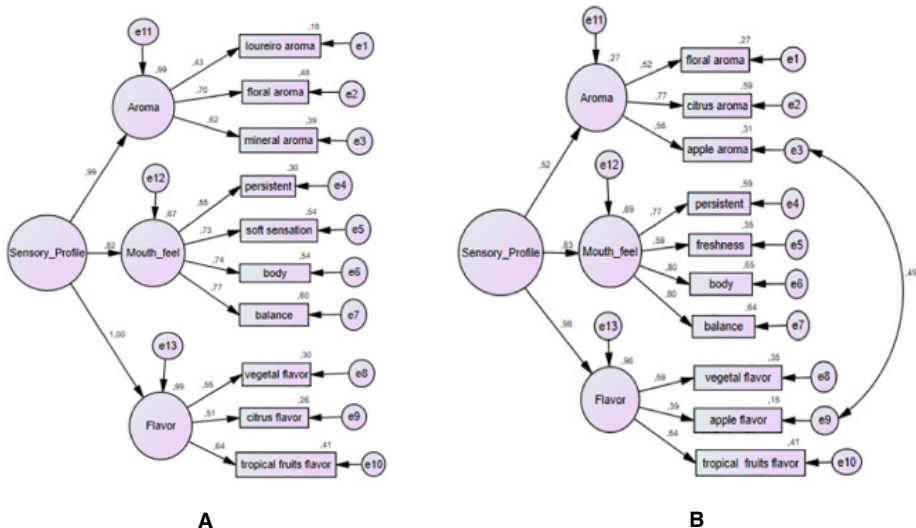 e11
,18
loureiro aroma
e1
,99
,43
,48
Aroma
,70
floral aroma
e2
,62
,39
mineral aroma
e3
,99
e12
,30
persistent
e4
,67
,55
,54
,73
soft sensation
e5
Sensory_Profile
,82
Mouth_feel
,74
,54
body
e6
,77
,60
balance
e7
1,00
e13
,30
,99
,55
vegetal flavor
e8
,26
Flavor
,51
citrus flavor
e9
,64
,41
tropical fruits flavor
e10
A
e11
,27
floral aroma
e1
,27
,52
,59
Aroma
,77
citrus aroma
e2
,56
,31
apple aroma
e3
,52
e12
,59
persistent
e4
,69
,77
,35
,59
freshness
e5
Sensory_Profile
,83
Mouth_feel
,80
,65
body
e6
,80
,64
balance
e7
,49
,98
e13
,35
,96
,59
vegetal flavor
e8
,15
Flavor
,39
apple flavor
e9
,64
,41
tropical fruits flavor
e10
B